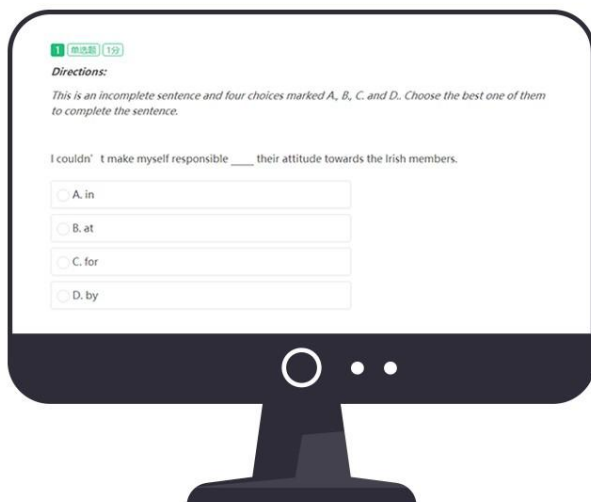 1 单选题 1分
Directions:
This is an incomplete sentence and four choices marked A., B., C. and D.. Choose the best one of them
to complete the sentence.
I couldn' t make myself responsible ____ their attitude towards the Irish members.
A. in
B. at
C. for
D. by